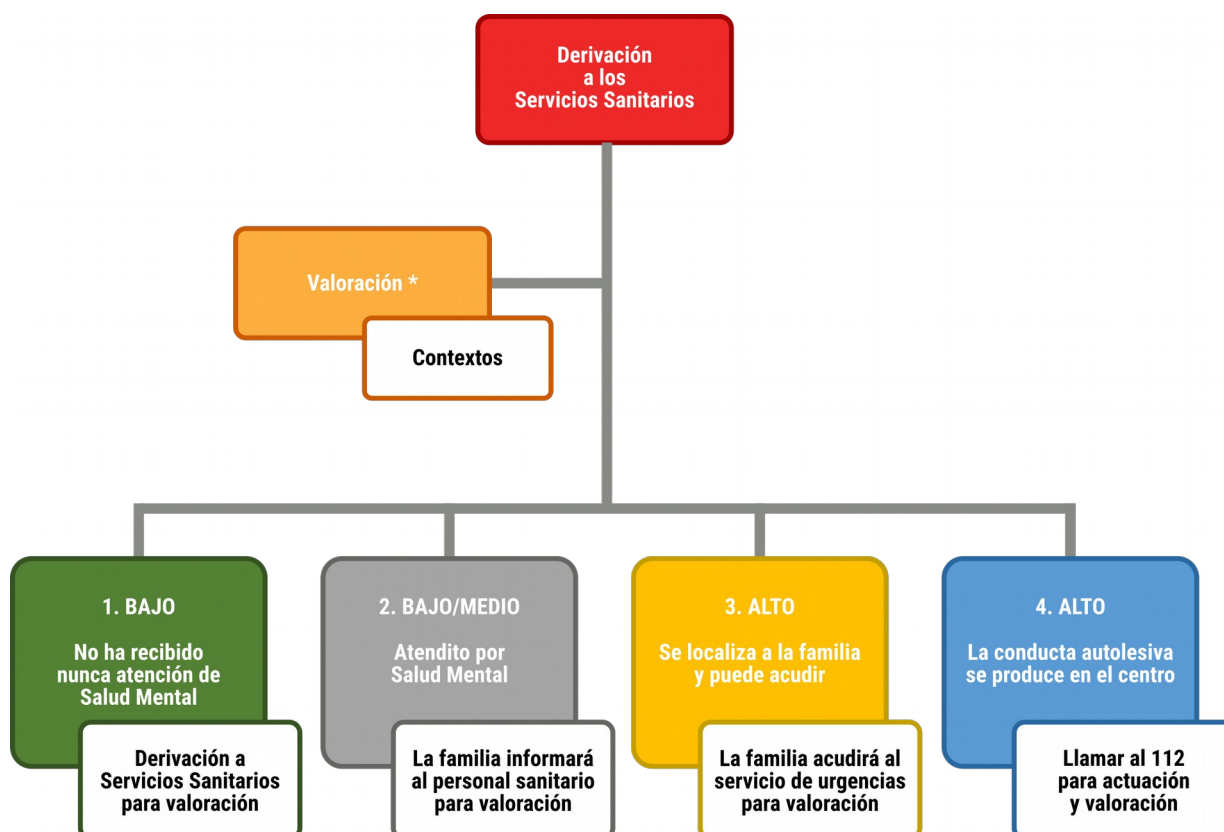 Derivación
a los
Servicios Sanitarios
Valoración *
Contextos
1. BAJO
No ha recibido
nunca atención de
Salud Mental
Derivación a
Servicios Sanitarios
para valoración
2. BAJO/MEDIO
Atendito por
Salud Mental
La familia informará
al personal sanitario
para valoración
3. ALTO
Se localiza a la familia
y puede acudir
La familia acudirá al
servicio de urgencias
para valoración
4. ALTO
La conducta autolesiva
se produce en el centro
Llamar al 112
para actuación
y valoración